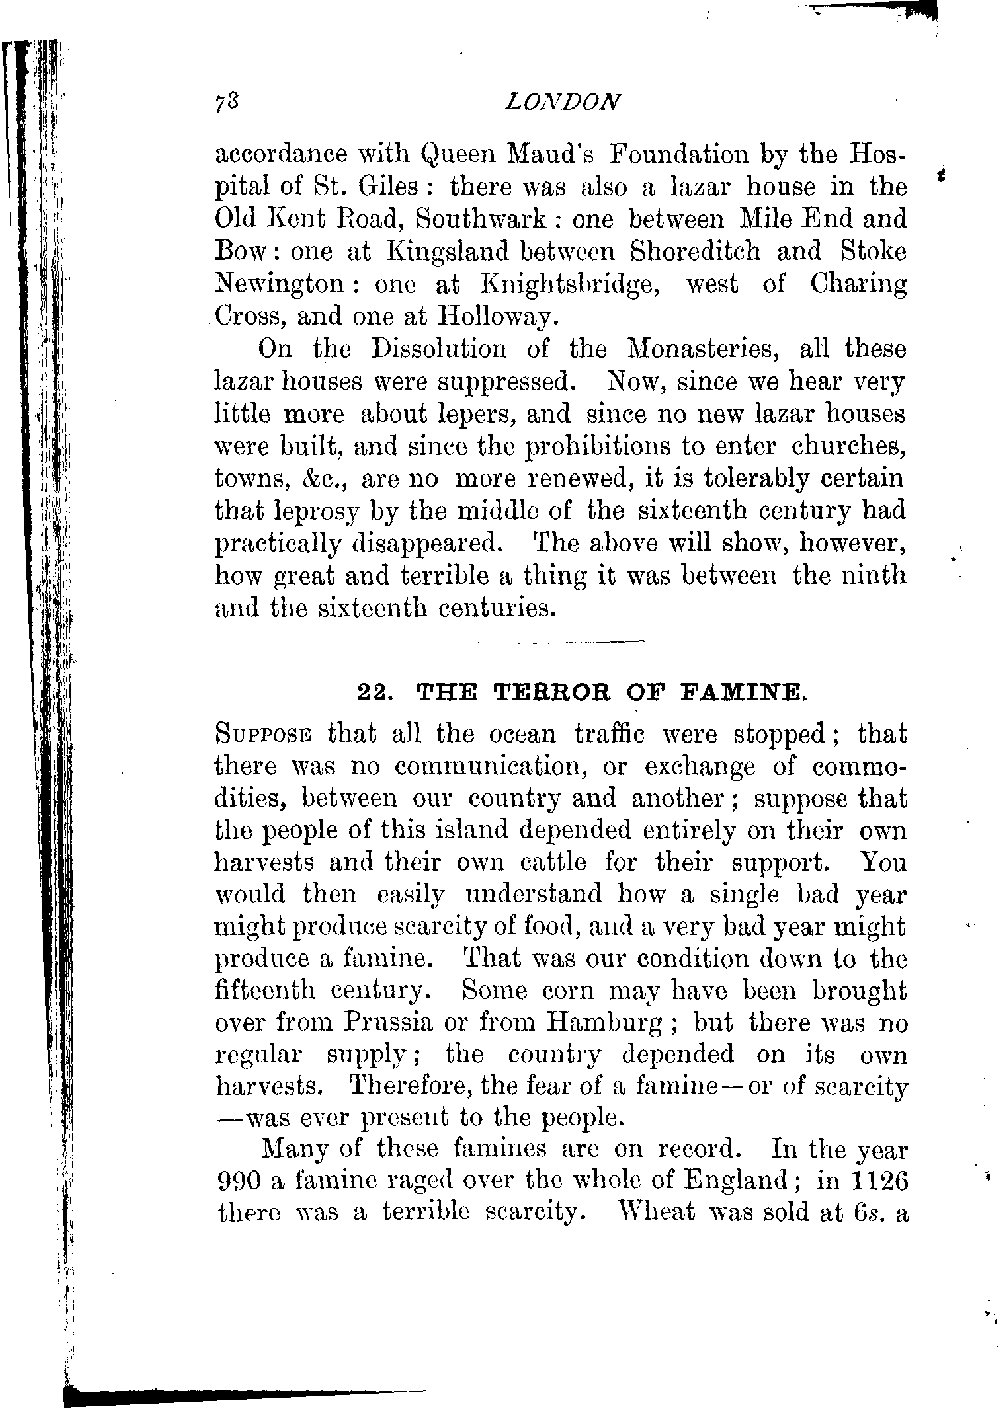 78 LONDON
accordance with Queen Maud's Foundation by the Hos-
pital of St. Giles : there was also a lazar house in the
Old Kent Road, Southwark : one between Mile End and
Bow : one at Kingsland between Shoreditch and Stoke
Newington : one at Knightsbridge, west of Charing
Cross, and one at Holloway.
On the Dissolution of the Monasteries, all these
lazar houses were suppressed. Now, since we hear very
little more about lepers, and since no new lazar houses
were built, and since the prohibitions to enter churches,
towns, &c., are no more renewed, it is tolerably certain
that leprosy by the middle of the sixteenth century had
practically disappeared. The above will show, however,
how great and terrible a thing it was between the ninth
and the sixteenth centuries.
22. THE TERROR OF FAMINE.
SUPPOSE that all the ocean traffic were stopped ; that
there was no communication, or exchange of commo-
dities, between our country and another ; suppose that
the people of this island depended entirely on their own
harvests and their own cattle for their support. You
would then easily understand how a single bad year
might produce scarcity of food, and a very bad year might
produce a famine. That was our condition down to the
fifteenth century. Some corn may have been brought
over from Prussia or from Hamburg ; but there was no
regular supply ; the country depended on its own
harvests. Therefore, the fear of a famine—or of scarcity
—was ever present to the people.
Many of these famines are on record. In the year
990 a famine raged over the whole of England ; in 1126
there was a terrible scarcity. Wheat was sold at 6s. a